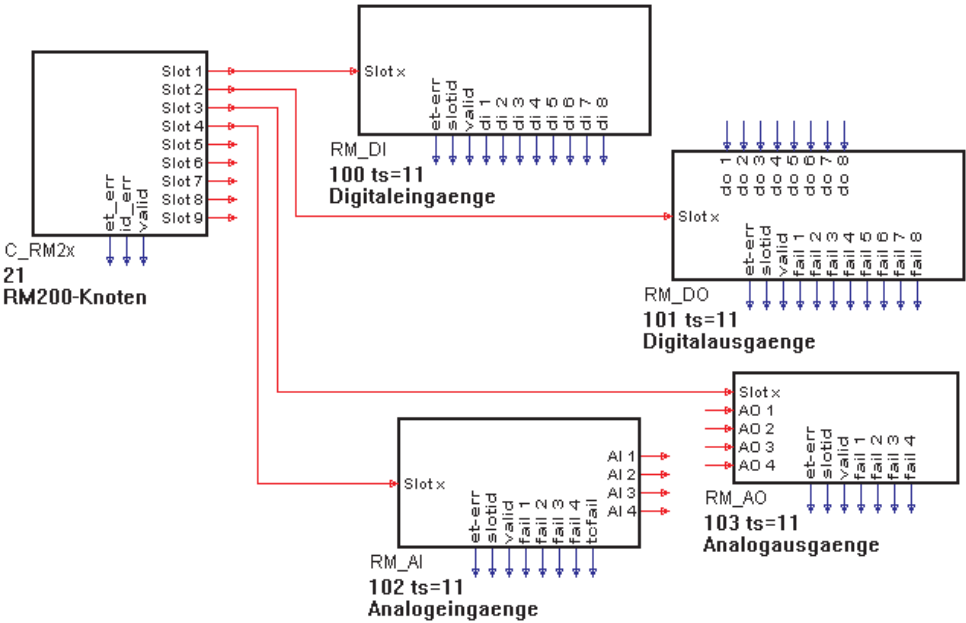 Slot 1
Slot 2
Slot 3
Slot 4
Slot 5
Slot 6
Slot 7
Slot 8
Slot 9
et_err
id_err
valid
C_RM2x
21
RM200-Knoten
Slot x
et-err
slotid
valid
di 1
di 2
di 3
di 4
di 5
di 6
di 7
di 8
RM_DI
100 ts=11
Digitaleingaenge
do 1
do 2
do 3
do 4
do 5
do 6
do 7
do 8
Slot x
et-err
slotid
valid
fail 1
fail 2
fail 3
fail 4
fail 5
fail 6
fail 7
fail 8
RM_DO
101 ts=11
Digitalausgaenge
Slot x
AO 1
AO 2
AO 3
AO 4
et-err
slotid
valid
fail 1
fail 2
fail 3
fail 4
RM_AO
103 ts=11
Analogausgaenge
Slot x
AI 1
AI 2
AI 3
AI 4
et-err
slotid
valid
fail 1
fail 2
fail 3
fail 4
tcfail
RM_AI
102 ts=11
Analogeingaenge